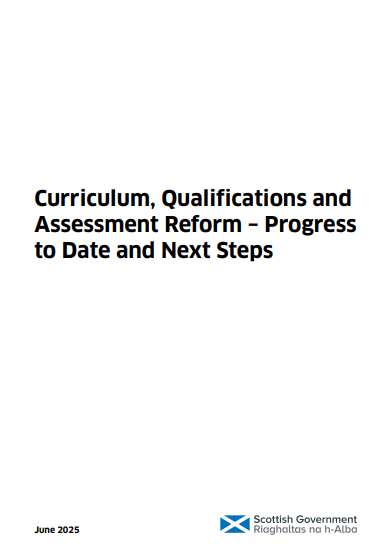 Curriculum, Qualifications and
Assessment Reform – Progress
to Date and Next Steps
June 2025
Scottish Government
Riaghaltas na h-Alba